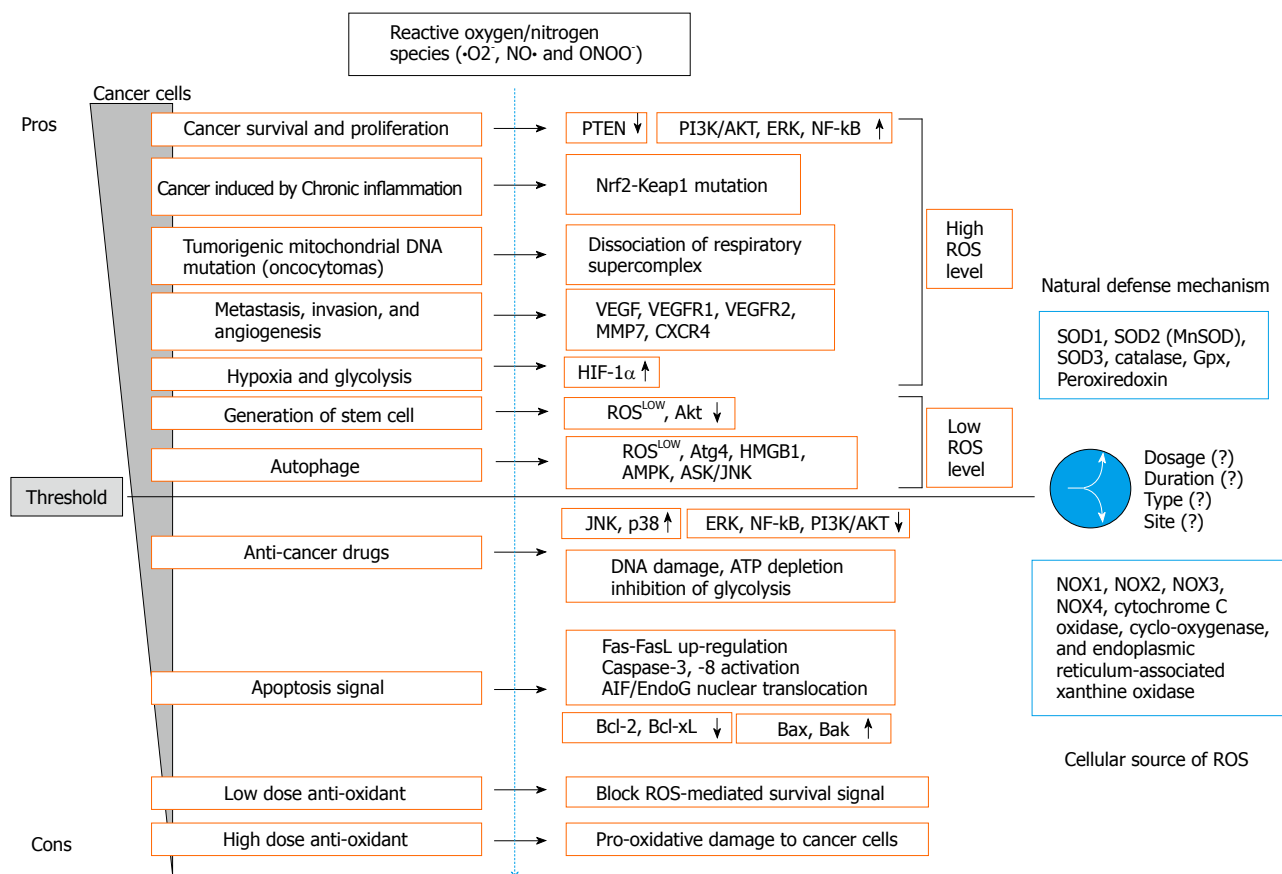 Reactive oxygen/nitrogen
species (•O2⁻, NO• and ONOO⁻)
Cancer cells
Pros
Cancer survival and proliferation
PTEN
PI3K/AKT, ERK, NF-kB
Cancer induced by Chronic inflammation
Nrf2-Keap1 mutation
Tumorigenic mitochondrial DNA
mutation (oncocytomas)
Dissociation of respiratory
supercomplex
Metastasis, invasion, and
angiogenesis
VEGF, VEGFR1, VEGFR2,
MMP7, CXCR4
Hypoxia and glycolysis
HIF-1α
High
ROS
level
Generation of stem cell
ROS^LOW, Akt
Autophage
ROS^LOW, Atg4, HMGB1,
AMPK, ASK/JNK
Low
ROS
level
Natural defense mechanism
SOD1, SOD2 (MnSOD),
SOD3, catalase, Gpx,
Peroxiredoxin
Threshold
Dosage (?)
Duration (?)
Type (?)
Site (?)
Anti-cancer drugs
JNK, p38
ERK, NF-kB, PI3K/AKT
DNA damage, ATP depletion
inhibition of glycolysis
Apoptosis signal
Fas-FasL up-regulation
Caspase-3, -8 activation
AIF/EndoG nuclear translocation
Bcl-2, Bcl-xL
Bax, Bak
NOX1, NOX2, NOX3,
NOX4, cytochrome C
oxidase, cyclo-oxygenase,
and endoplasmic
reticulum-associated
xanthine oxidase
Cellular source of ROS
Low dose anti-oxidant
Block ROS-mediated survival signal
Cons
High dose anti-oxidant
Pro-oxidative damage to cancer cells